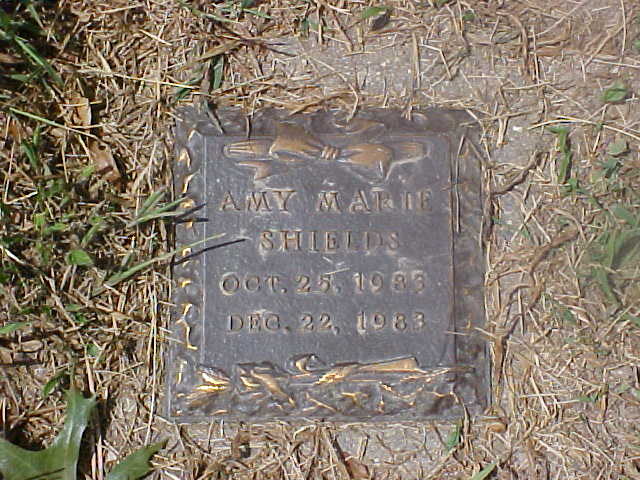 AMY MARIE
SHIELDS
OCT. 25, 1983
DEC. 22, 1983